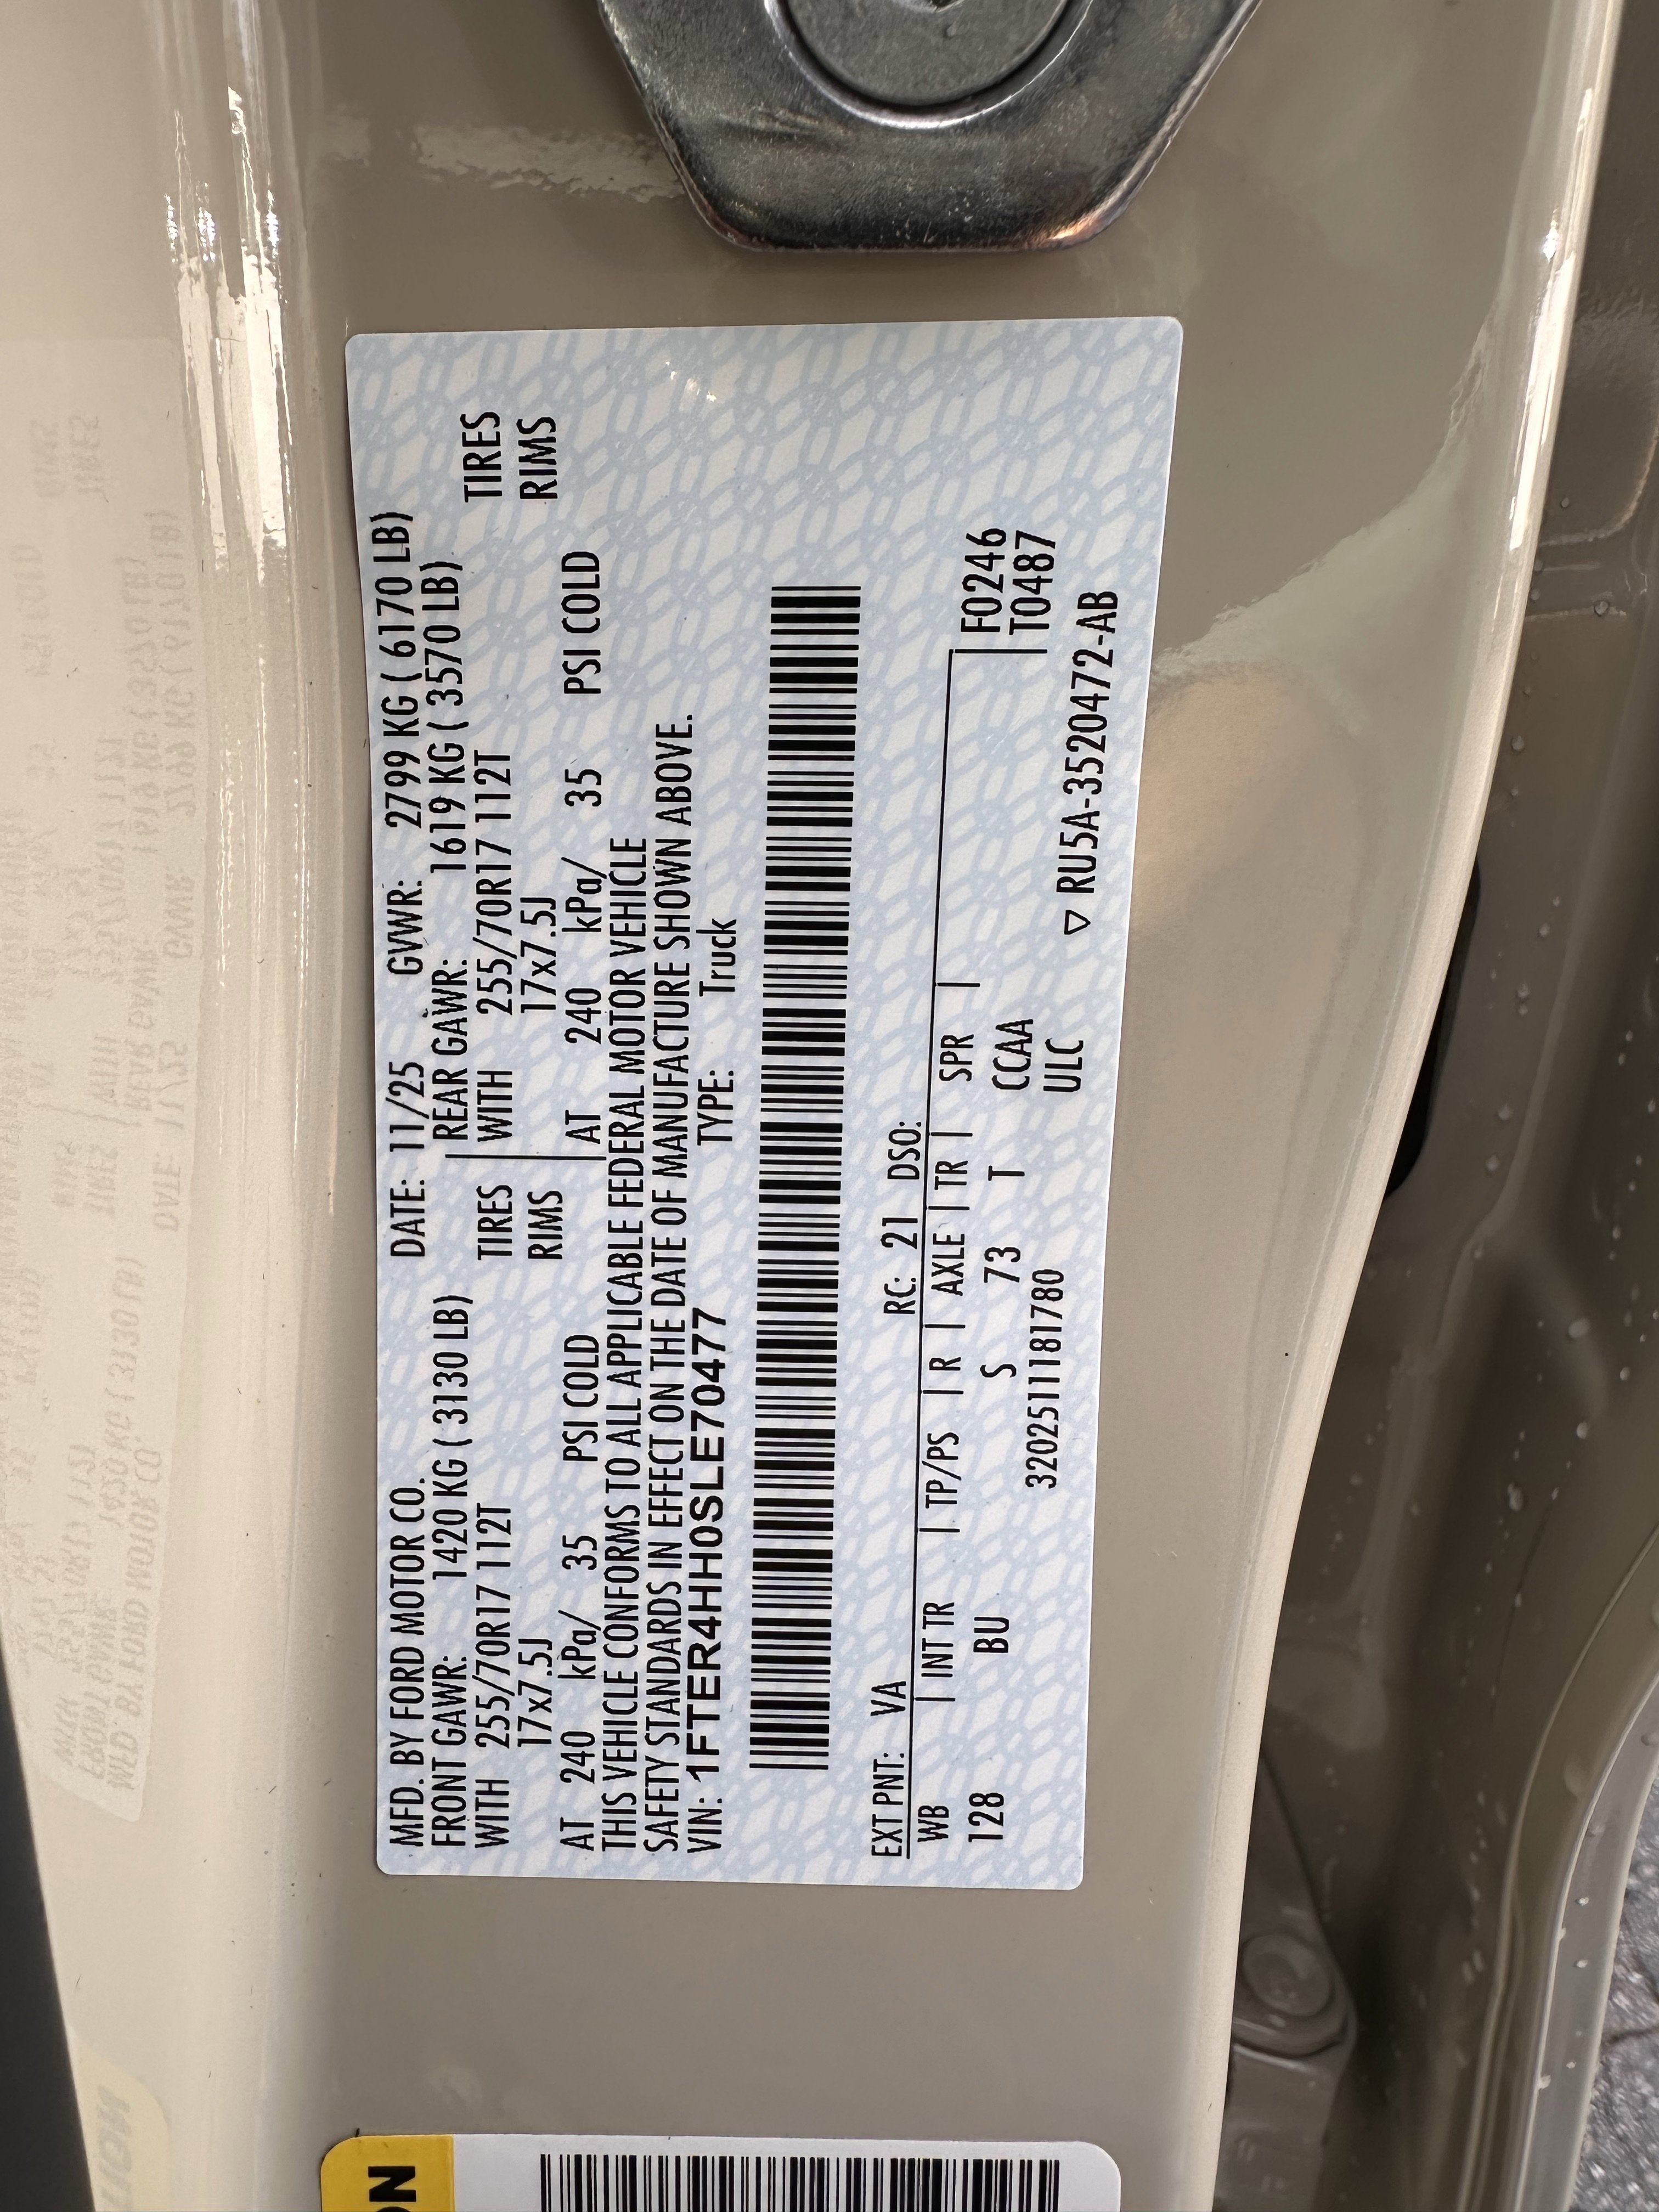 MFD. BY FORD MOTOR CO. DATE: 11/25 GVWR: 2799 KG ( 6170 LB)
FRONT GAWR: 1420 KG ( 3130 LB) REAR GAWR: 1619 KG ( 3570 LB)
WITH 255/70R17 112T TIRES WITH 255/70R17 112T TIRES
17x7.5J RIMS 17x7.5J RIMS
AT 240 kPa/ 35 PSI COLD AT 240 kPa/ 35 PSI COLD
THIS VEHICLE CONFORMS TO ALL APPLICABLE FEDERAL MOTOR VEHICLE
SAFETY STANDARDS IN EFFECT ON THE DATE OF MANUFACTURE SHOWN ABOVE.
VIN: 1FTER4HH0SLE70477 TYPE: Truck
EXT PNT: VA RC: 21 DSO:
WB INT TR TP/PS R AXLE TR SPR F0246
128 BU S 73 T CCAA T0487
3202511181780 ULC
▽ RU5A-3520472-AB